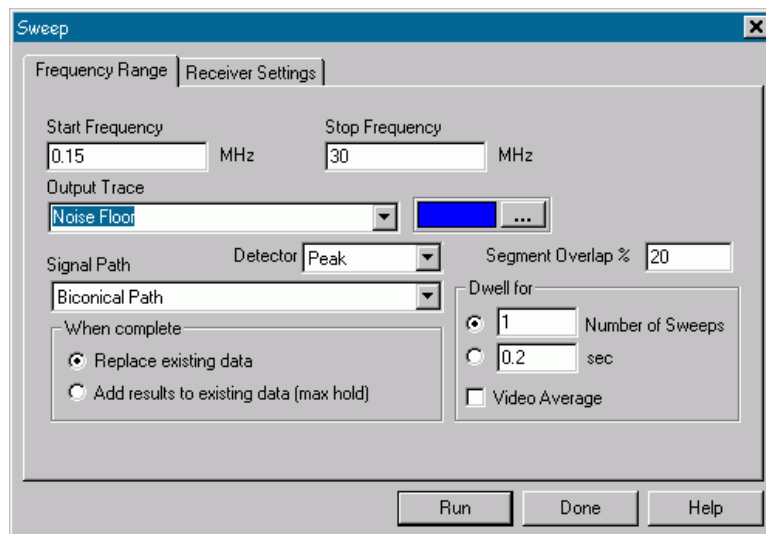 Sweep
Frequency Range Receiver Settings
Start Frequency Stop Frequency
0.15 MHz 30 MHz
Output Trace
Noise Floor ...
Signal Path Detector Peak Segment Overlap % 20
Biconical Path
Dwell for
When complete
1 Number of Sweeps
Replace existing data
0.2 sec
Add results to existing data (max hold)
Video Average
Run Done Help